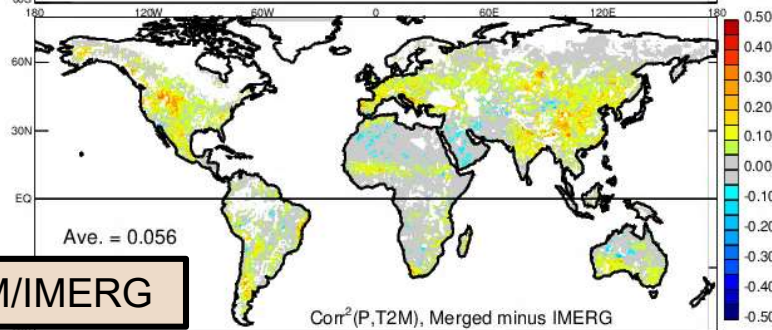 180 120W 60W 0 60E 120E 180
0.50
0.40
60N
0.30
0.20
30N
0.10
0.00
EQ
-0.10
-0.20
Ave. = 0.056
-0.30
M/IMERG
-0.40
Corr²(P,T2M), Merged minus IMERG
-0.50